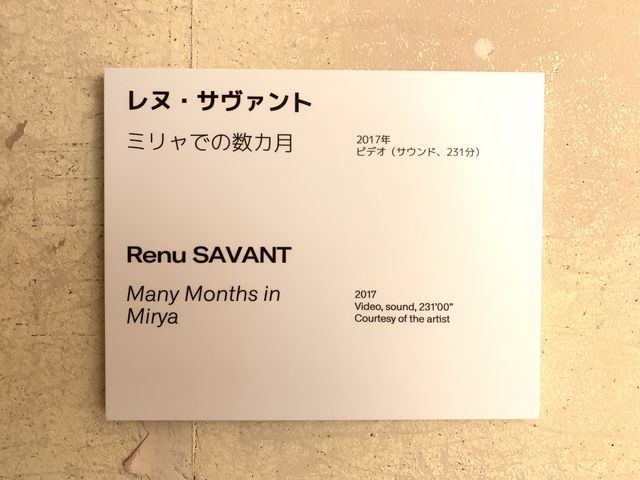 レヌ・サヴァント
ミリャでの数カ月
2017年
ビデオ（サウンド、231分）
Renu SAVANT
Many Months in
Mirya
2017
Video, sound, 231’00”
Courtesy of the artist